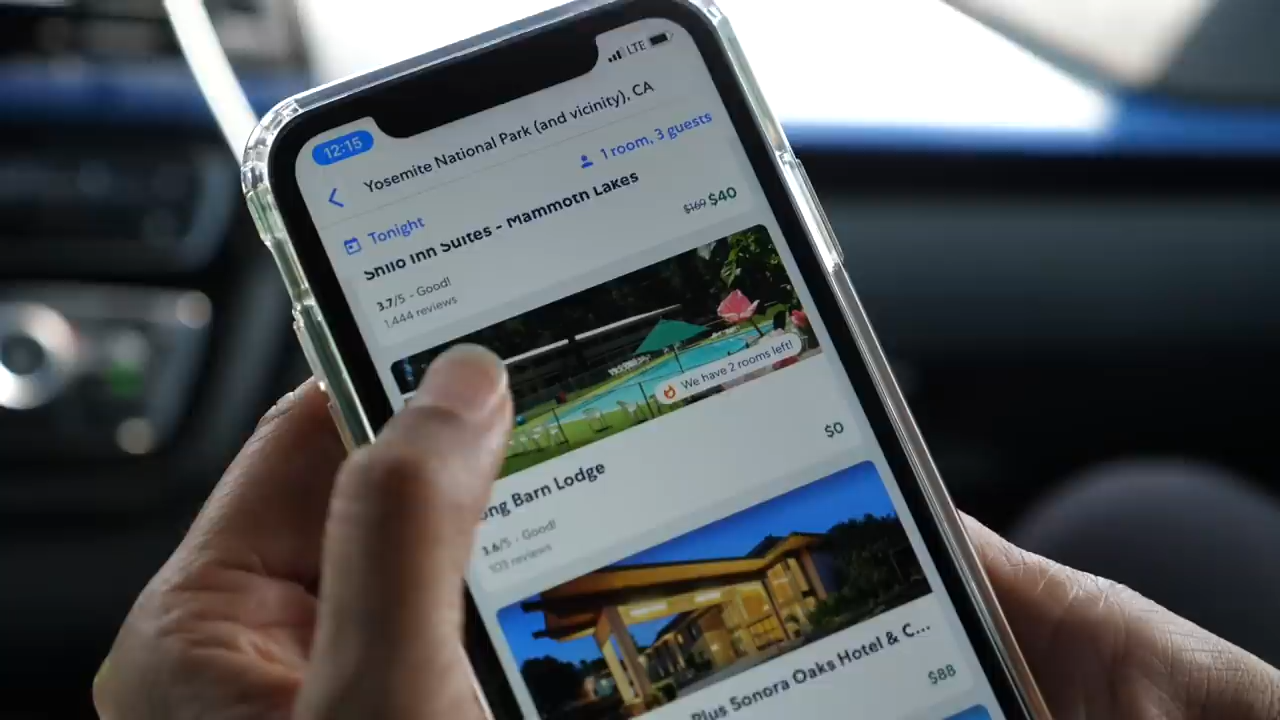 LTE
12:15
Yosemite National Park (and vicinity), CA
Tonight
1 room, 3 guests
Shilo Inn Suites - Mammoth Lakes
$169 $40
3.7/5 - Good!
1,444 reviews
We have 2 rooms left!
ong Barn Lodge
$0
3.6/5 - Good!
103 reviews
Plus Sonora Oaks Hotel & C...
$88